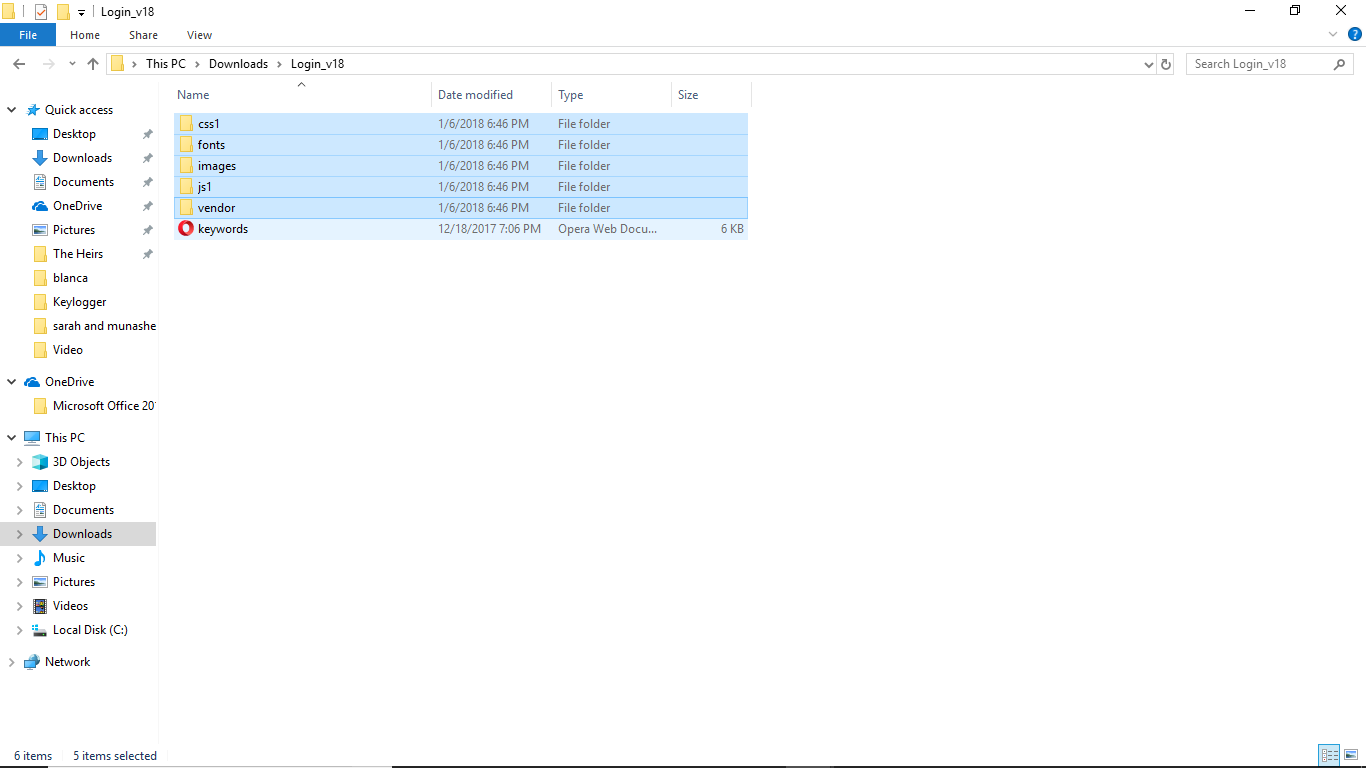 Login_v18
File Home Share View
This PC Downloads Login_v18
Search Login_v18
Name Date modified Type Size
css1 1/6/2018 6:46 PM File folder
fonts 1/6/2018 6:46 PM File folder
images 1/6/2018 6:46 PM File folder
js1 1/6/2018 6:46 PM File folder
vendor 1/6/2018 6:46 PM File folder
keywords 12/18/2017 7:06 PM Opera Web Docu... 6 KB
Quick access
Desktop
Downloads
Documents
OneDrive
Pictures
The Heirs
blanca
Keylogger
sarah and munashe
Video
OneDrive
Microsoft Office 20
This PC
3D Objects
Desktop
Documents
Downloads
Music
Pictures
Videos
Local Disk (C:)
Network
6 items 5 items selected